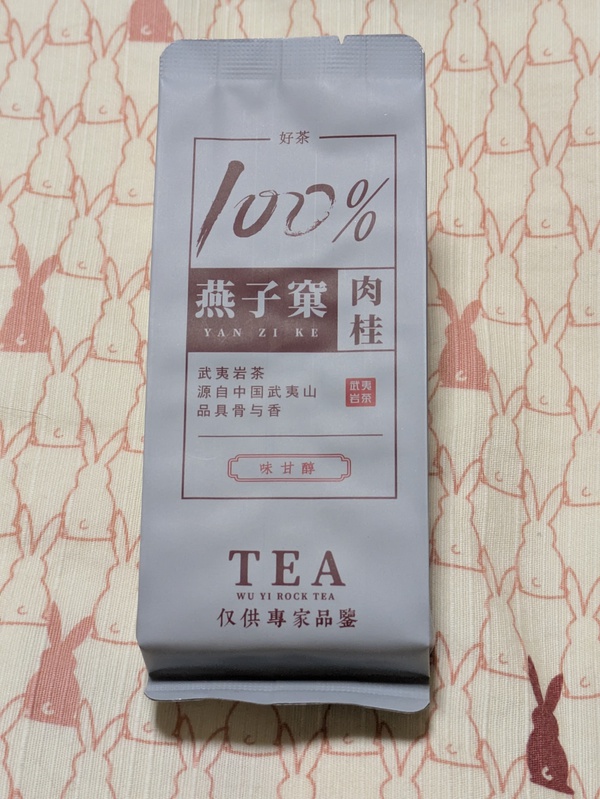 好茶
100%
燕子窠
YAN ZI KE
肉桂
武夷岩茶
源自中国武夷山
品具骨与香
武夷
岩茶
味甘醇
TEA
WU YI ROCK TEA
仅供專家品鑒